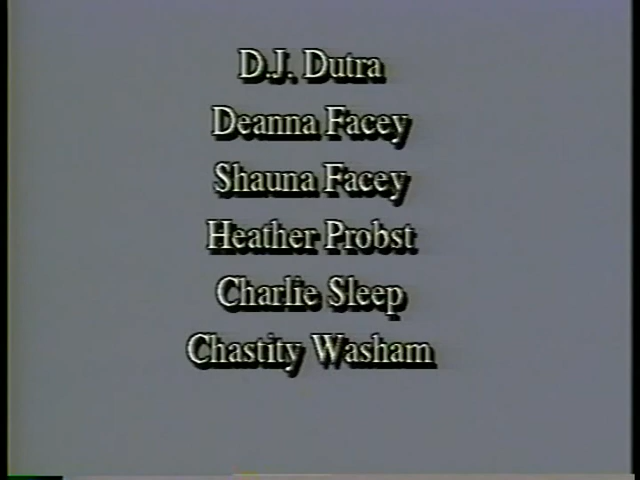 D.J. Dutra
Deanna Facey
Shauna Facey
Heather Probst
Charlie Sleep
Chastity Washam